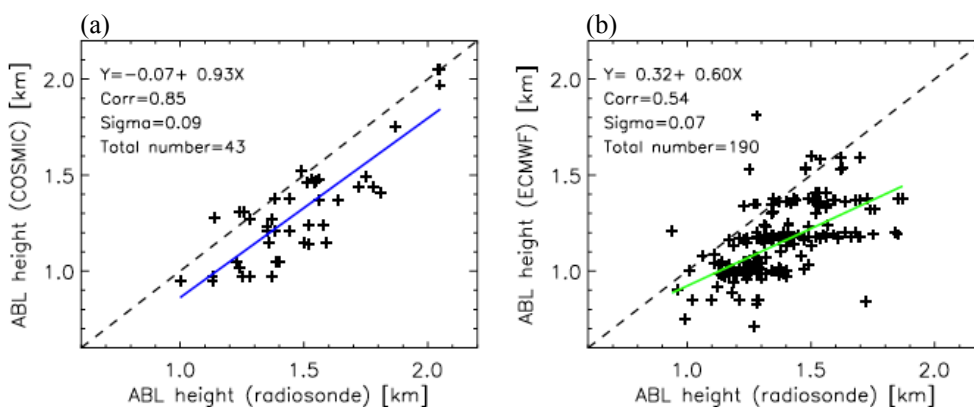 (a)
Y=−0.07+ 0.93X
Corr=0.85
Sigma=0.09
Total number=43
ABL height (COSMIC) [km]
2.0
1.5
1.0
1.0 1.5 2.0
ABL height (radiosonde) [km]
(b)
Y= 0.32+ 0.60X
Corr=0.54
Sigma=0.07
Total number=190
ABL height (ECMWF) [km]
2.0
1.5
1.0
1.0 1.5 2.0
ABL height (radiosonde) [km]